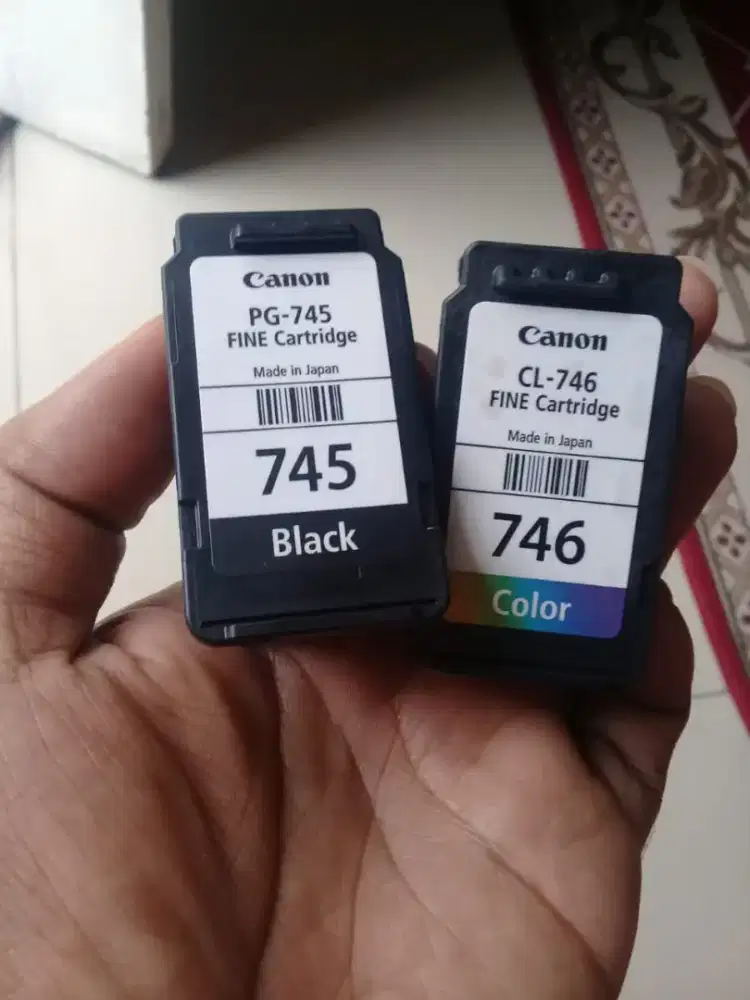 Canon
PG-745
FINE Cartridge
Made in Japan
745
Black
Canon
CL-746
FINE Cartridge
Made in Japan
746
Color